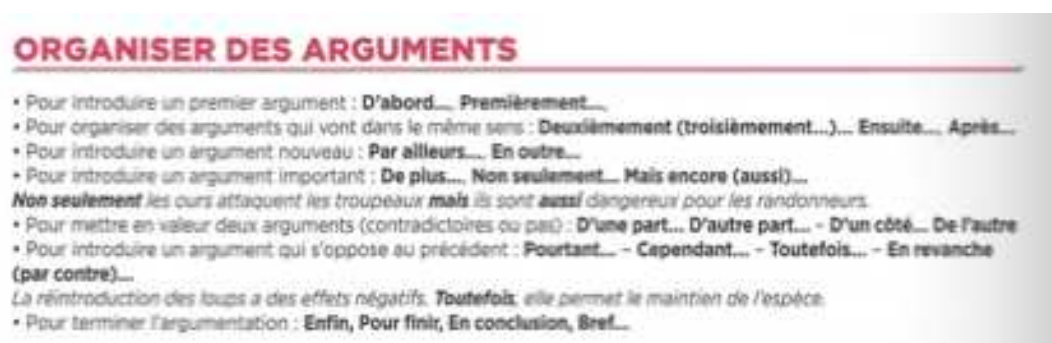 ORGANISER DES ARGUMENTS
• Pour introduire un premier argument : D'abord..., Premièrement...,
• Pour organiser des arguments qui vont dans le même sens : Deuxièmement (troisièmement...)... Ensuite..., Après...
• Pour introduire un argument nouveau : Par ailleurs..., En outre...
• Pour introduire un argument important : De plus..., Non seulement... Mais encore (aussi)...
Non seulement les ours attaquent les troupeaux mais ils sont aussi dangereux pour les randonneurs.
• Pour mettre en valeur deux arguments (contradictoires ou pas) : D'une part... D'autre part... – D'un côté... De l'autre
• Pour introduire un argument qui s'oppose au précédent : Pourtant... – Cependant... – Toutefois... – En revanche
(par contre)...
La réintroduction des loups a des effets négatifs. Toutefois, elle permet le maintien de l'espèce.
• Pour terminer l'argumentation : Enfin, Pour finir, En conclusion, Bref...